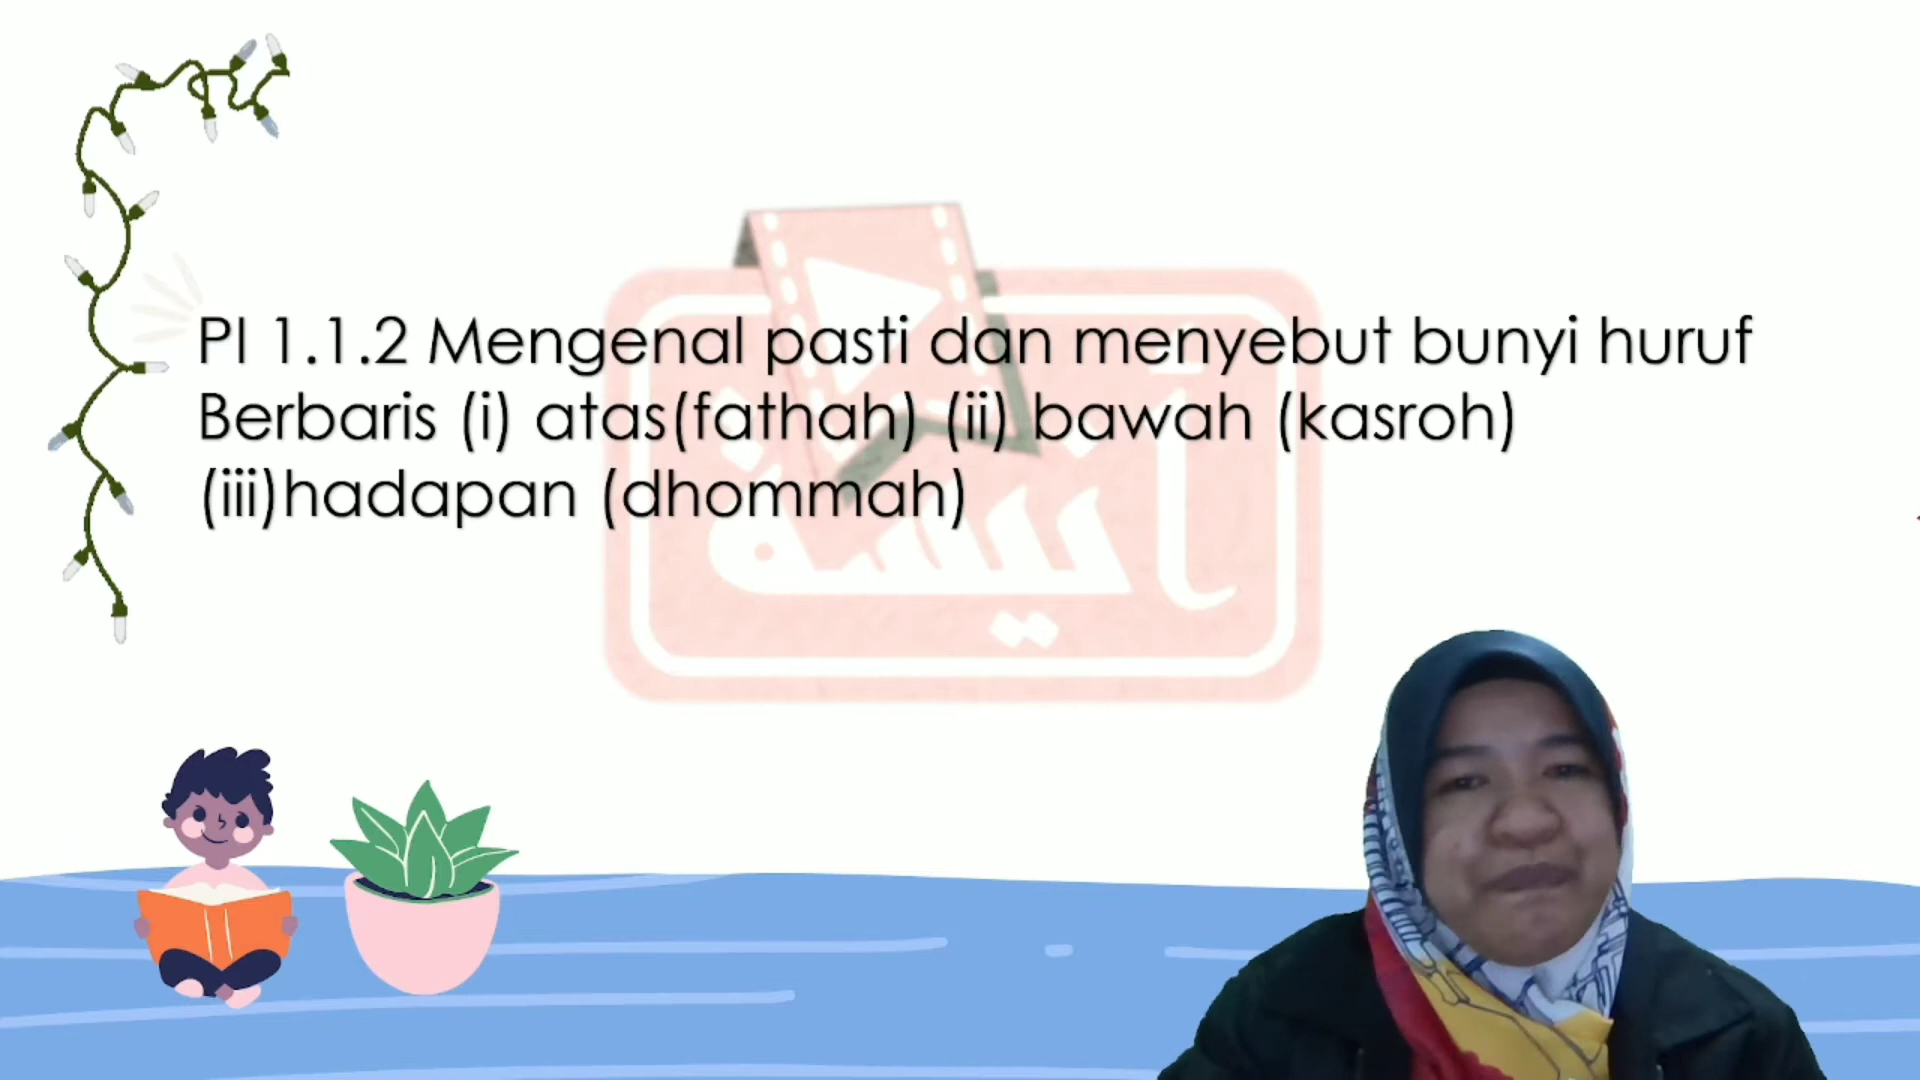 PI 1.1.2 Mengenal pasti dan menyebut bunyi huruf
Berbaris (i) atas(fathah) (ii) bawah (kasroh)
(iii)hadapan (dhommah)